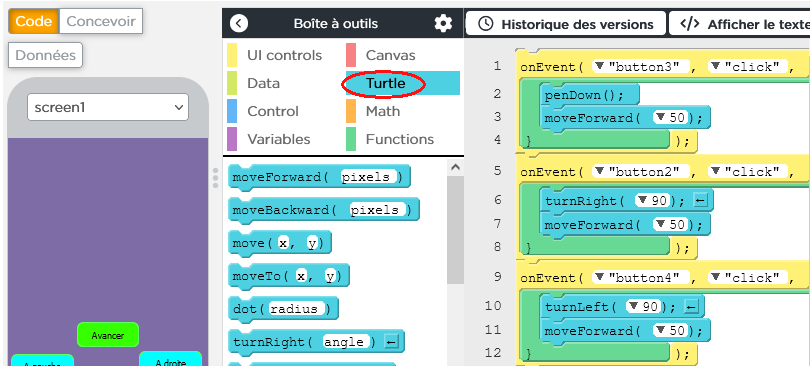 Code Concevoir
Données
screen1
Avancer
A droite
Boîte à outils
UI controls Canvas
Data Turtle
Control Math
Variables Functions
moveForward( pixels )
moveBackward( pixels )
move( x, y)
moveTo( x, y)
dot( radius )
turnRight( angle ) ←
Historique des versions </> Afficher le texte
1 onEvent( ▼"button3" , ▼"click" ,
2 penDown();
3 moveForward( ▼50);
4 } );
5 onEvent( ▼"button2" , ▼"click" ,
6 turnRight( ▼90); ←
7 moveForward( ▼50);
8 } );
9 onEvent( ▼"button4" , ▼"click" ,
10 turnLeft( ▼90); ←
11 moveForward( ▼50);
12 } );